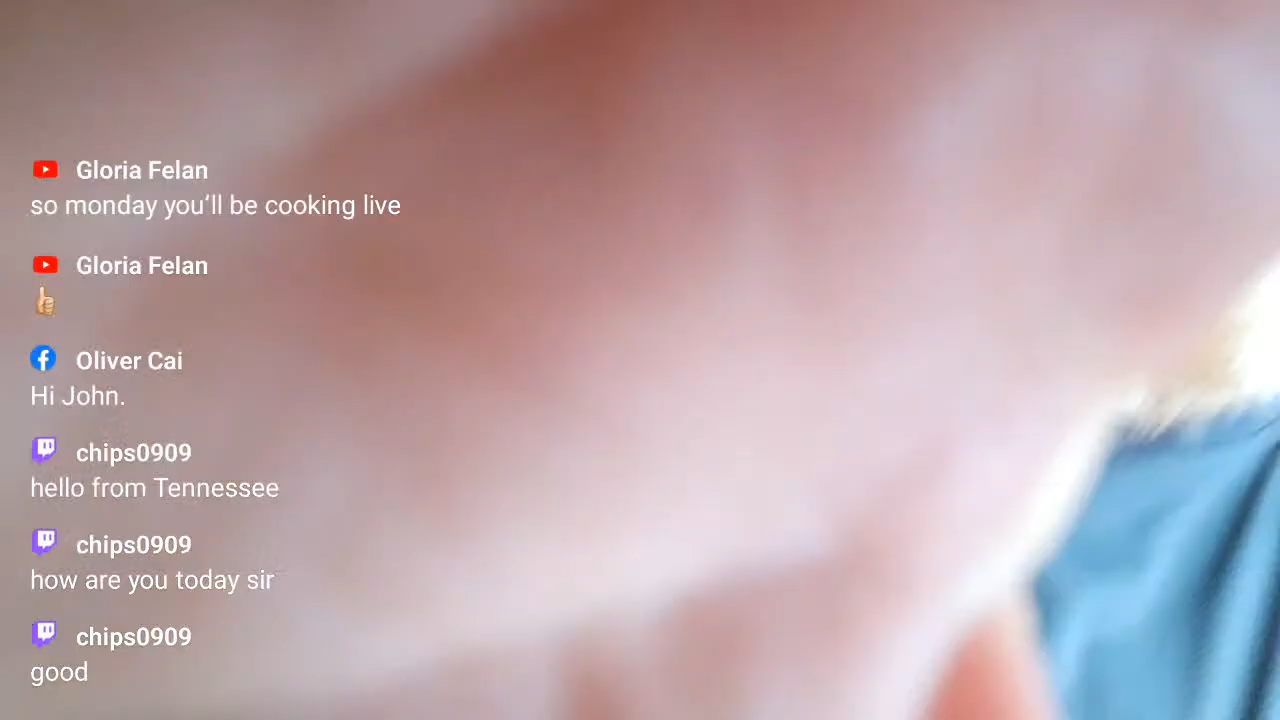 Gloria Felan
so monday you’ll be cooking live
Gloria Felan
👍🏼
Oliver Cai
Hi John.
chips0909
hello from Tennessee
chips0909
how are you today sir
chips0909
good